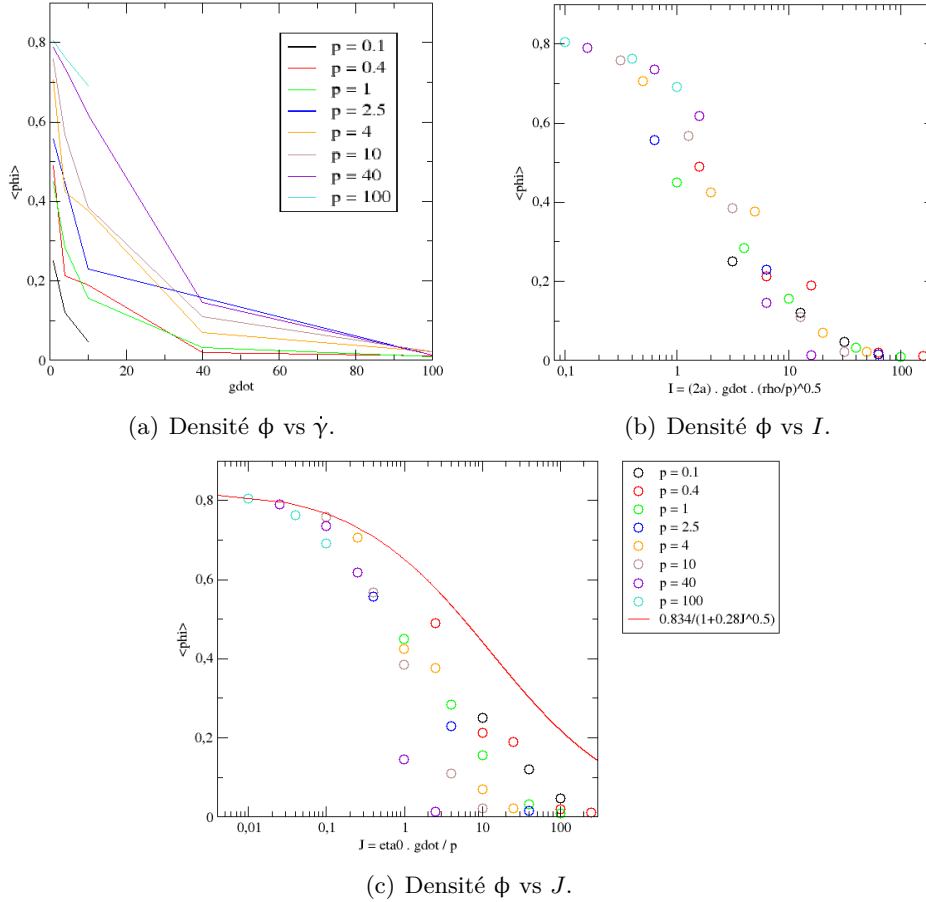 0,8
0,6
0,4
0,2
0
<phi>
0 20 40 60 80 100
gdot
p = 0.1
p = 0.4
p = 1
p = 2.5
p = 4
p = 10
p = 40
p = 100
(a) Densité ϕ vs γ̇.
0,8
0,6
0,4
0,2
0
<phi>
0,1 1 10 100
I = (2a) . gdot . (rho/p)^0.5
(b) Densité ϕ vs I.
0,8
0,6
0,4
0,2
0
<phi>
0,01 0,1 1 10 100
J = eta0 . gdot / p
p = 0.1
p = 0.4
p = 1
p = 2.5
p = 4
p = 10
p = 40
p = 100
0.834/(1+0.28J^0.5)
(c) Densité ϕ vs J.